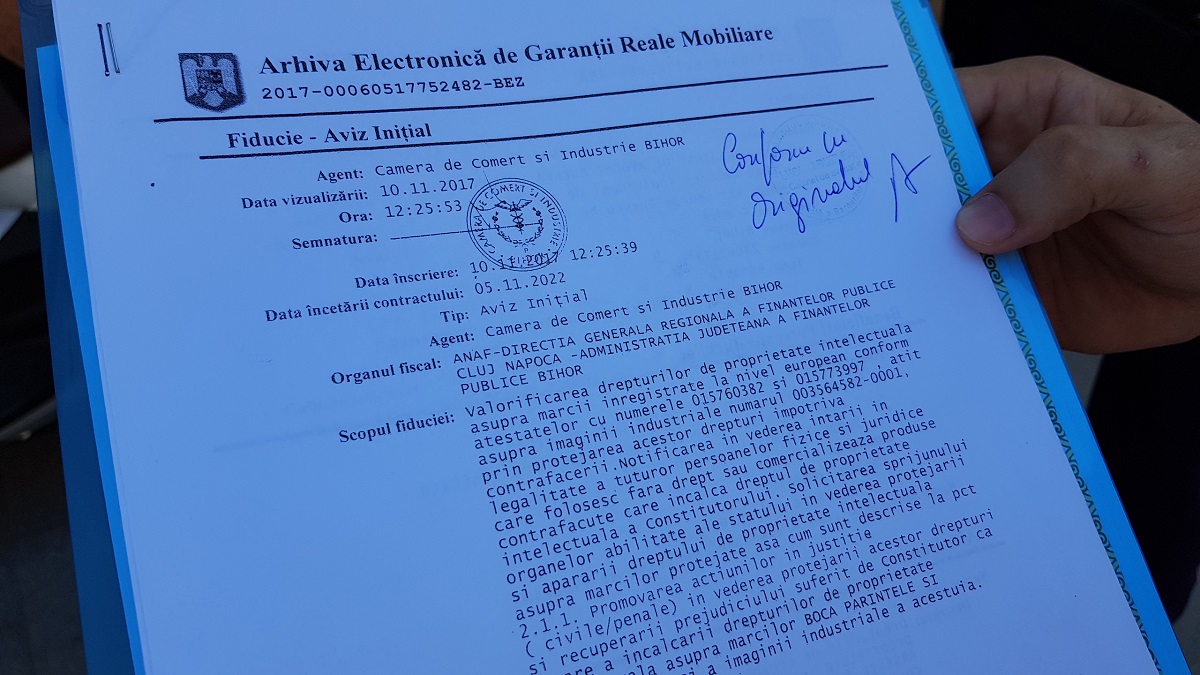 Arhiva Electronică de Garanții Reale Mobiliare
2017-00060517752482-BEZ
Fiducie - Aviz Inițial
Agent: Camera de Comert si Industrie BIHOR
Data vizualizării: 10.11.2017
Ora: 12:25:53
Semnatura:
CAMERA DE COMERT SI INDUSTRIE
BIHOR
Conform cu
originalul
Data înscriere: 10.11.2017 12:25:39
Data încetării contractului: 05.11.2022
Tip: Aviz Inițial
Agent: Camera de Comert si Industrie BIHOR
Organul fiscal: ANAF-DIRECTIA GENERALA REGIONALA A FINANTELOR PUBLICE
CLUJ NAPOCA -ADMINISTRATIA JUDETEANA A FINANTELOR
PUBLICE BIHOR
Scopul fiduciei: Valorificarea drepturilor de proprietate intelectuala
asupra marcii inregistrate la nivel european conform
atestatelor cu numerele 015760382 si 015773997 , atit
asupra imaginii industriale numarul 003564582-0001,
prin protejarea acestor drepturi impotriva
contrafacerii.Notificarea in vederea intarii in
legalitate a tuturor persoanelor fizice si juridice
care folosesc fara drept sau comercializeaza produse
contrafacute care incalca dreptul de proprietate
intelectuala a Constitutorului. Solicitarea sprijunului
organelor abilitate ale statului in vederea protejarii
si apararii dreptului de proprietate intelectuala
asupra marcilor protejate asa cum sunt descrise la pct
2.1.1. Promovarea actiunilor in justitie
( civile/penale) in vederea protejarii acestor drepturi
si recuperarii prejudiciului suferit de Constitutor ca
a incalcarii drepturilor de proprietate
asupra marcilor BOCA PARINTELE SI
a imaginii industriale a acestuia.